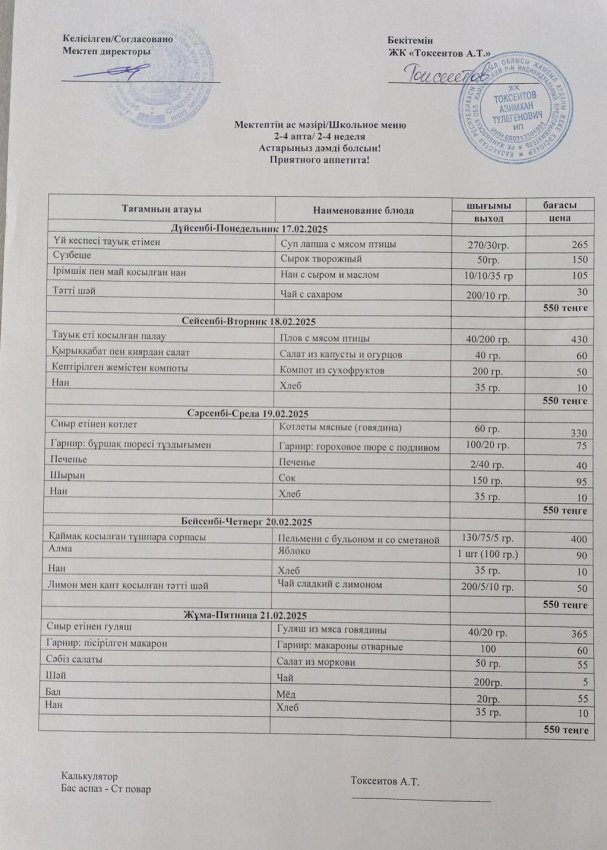 Келісілген/Согласовано
Мектеп директоры
Бекітемін
ЖК «Токсеитов А.Т.»
Токсеитов
ЖК
ТОКСЕИТОВ
АЗИМХАН
ТУЛЕГЕНОВИЧ
ИП
Мектептің ас мәзірі/Школьное меню
2-4 апта/ 2-4 неделя
Астарыңыз дәмді болсын!
Приятного аппетита!
Тағамның атауы Наименование блюда шығымы выход бағасы цена
Дүйсенбі-Понедельник 17.02.2025
Үй кеспесі тауық етімен Суп лапша с мясом птицы 270/30гр. 265
Сүзбеше Сырок творожный 50гр. 150
Ірімшік пен май қосылған нан Нан с сыром и маслом 10/10/35 гр 105
Тәтті шәй Чай с сахаром 200/10 гр. 30
550 теңге
Сейсенбі-Вторник 18.02.2025
Тауық еті қосылған палау Плов с мясом птицы 40/200 гр. 430
Қырыққабат пен киярдан салат Салат из капусты и огурцов 40 гр. 60
Кептірілген жемістен компоты Компот из сухофруктов 200 гр. 50
Нан Хлеб 35 гр. 10
550 теңге
Сәрсенбі-Среда 19.02.2025
Сиыр етінен котлет Котлеты мясные (говядина) 60 гр. 330
Гарнир: бұршақ пюресі тұздығымен Гарнир: гороховое пюре с подливом 100/20 гр. 75
Печенье Печенье 2/40 гр. 40
Шырын Сок 150 гр. 95
Нан Хлеб 35 гр. 10
550 теңге
Бейсенбі-Четверг 20.02.2025
Қаймақ қосылған тұшпара сорпасы Пельмени с бульоном и со сметаной 130/75/5 гр. 400
Алма Яблоко 1 шт (100 гр.) 90
Нан Хлеб 35 гр. 10
Лимон мен қант қосылған тәтті шәй Чай сладкий с лимоном 200/5/10 гр. 50
550 теңге
Жұма-Пятница 21.02.2025
Сиыр етінен гуляш Гуляш из мяса говядины 40/20 гр. 365
Гарнир: пісірілген макарон Гарнир: макароны отварные 100 60
Сәбіз салаты Салат из моркови 50 гр. 55
Шәй Чай 200гр. 5
Бал Мёд 20гр. 55
Нан Хлеб 35 гр. 10
550 теңге
Калькулятор
Бас аспаз - Ст повар
Токсеитов А.Т.